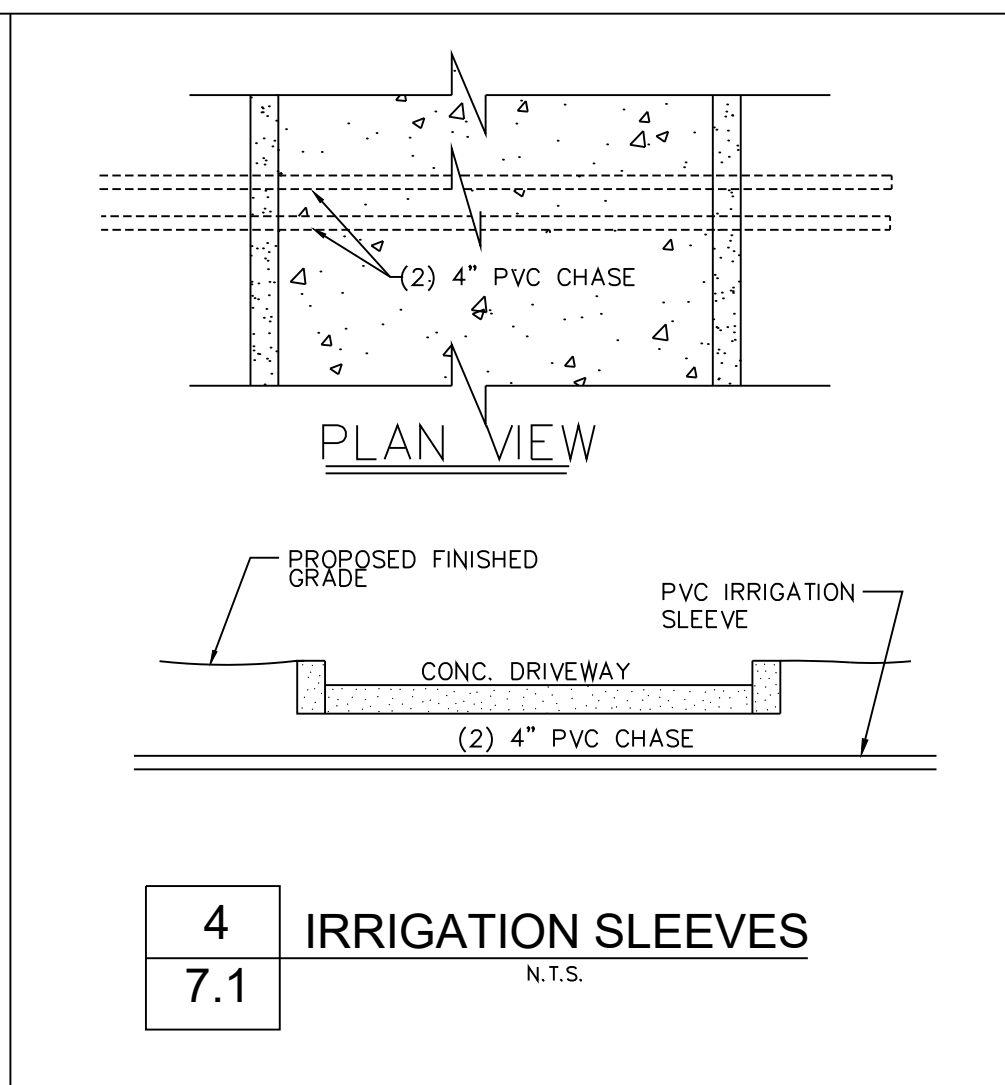 (2) 4" PVC CHASE
PLAN VIEW
PROPOSED FINISHED
GRADE
PVC IRRIGATION
SLEEVE
CONC. DRIVEWAY
(2) 4" PVC CHASE
4
IRRIGATION SLEEVES
N.T.S.
7.1